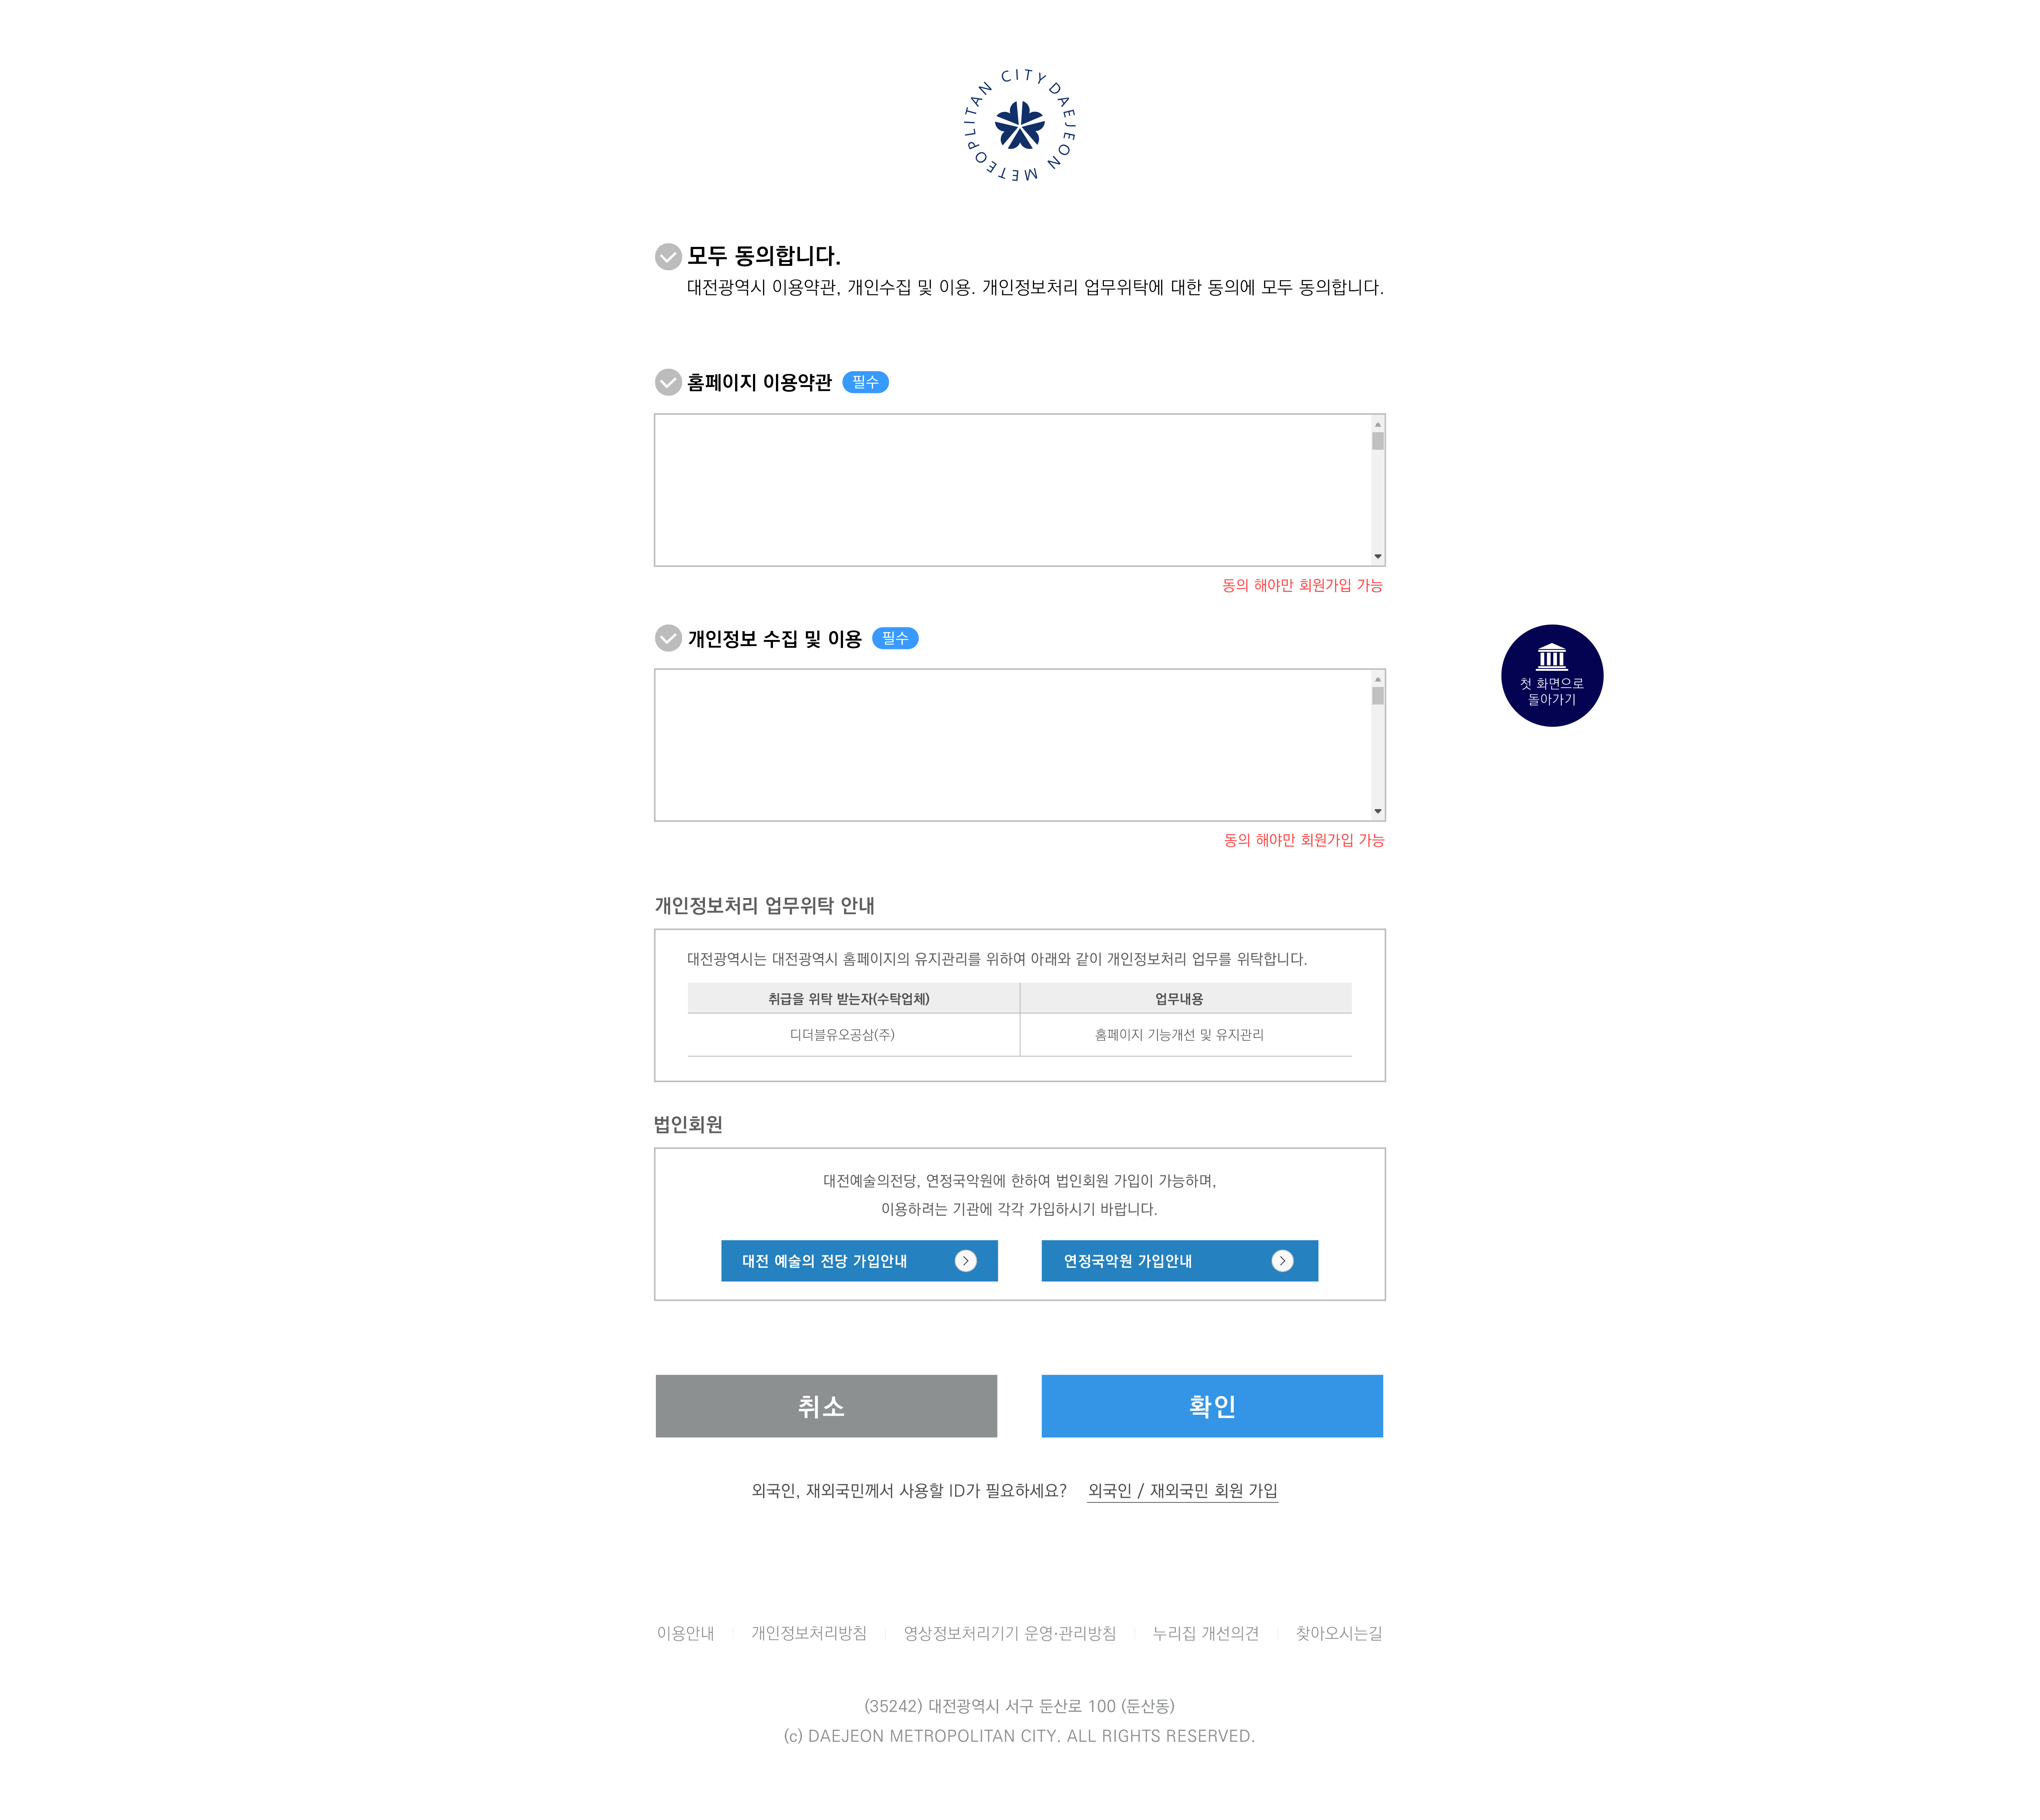 CITY DAEJEON METEOPLITAN
모두 동의합니다.
대전광역시 이용약관, 개인수집 및 이용. 개인정보처리 업무위탁에 대한 동의에 모두 동의합니다.
홈페이지 이용약관 필수
동의 해야만 회원가입 가능
개인정보 수집 및 이용 필수
첫 화면으로
돌아가기
동의 해야만 회원가입 가능
개인정보처리 업무위탁 안내
대전광역시는 대전광역시 홈페이지의 유지관리를 위하여 아래와 같이 개인정보처리 업무를 위탁합니다.
취급을 위탁 받는자(수탁업체) 업무내용
디더블유오공삼(주) 홈페이지 기능개선 및 유지관리
법인회원
대전예술의전당, 연정국악원에 한하여 법인회원 가입이 가능하며,
이용하려는 기관에 각각 가입하시기 바랍니다.
대전 예술의 전당 가입안내 연정국악원 가입안내
취소 확인
외국인, 재외국민께서 사용할 ID가 필요하세요? 외국인 / 재외국민 회원 가입
이용안내 개인정보처리방침 영상정보처리기기 운영·관리방침 누리집 개선의견 찾아오시는길
(35242) 대전광역시 서구 둔산로 100 (둔산동)
(c) DAEJEON METROPOLITAN CITY. ALL RIGHTS RESERVED.